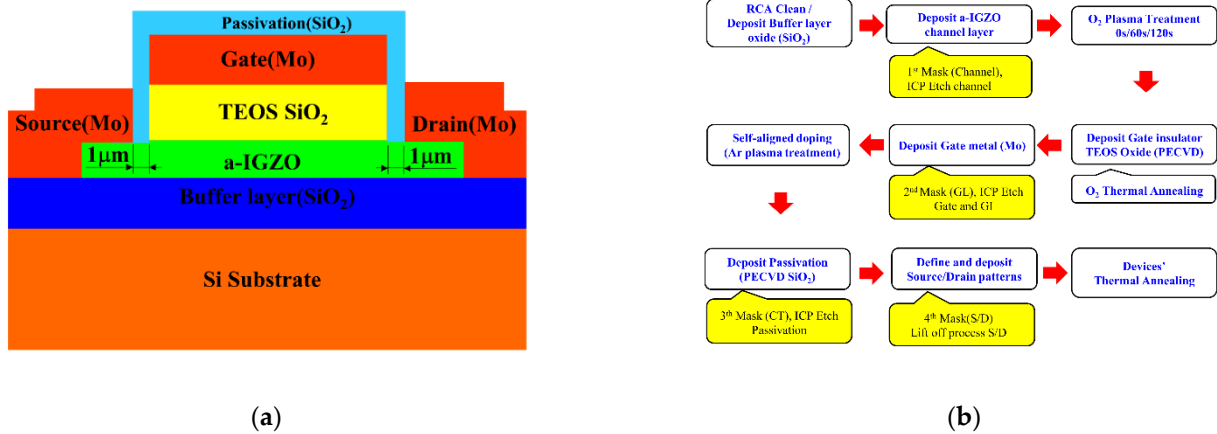 Passivation(SiO₂)
Gate(Mo)
TEOS SiO₂
Source(Mo)
Drain(Mo)
1μm
a-IGZO
1μm
Buffer layer(SiO₂)
Si Substrate
(a)
RCA Clean /
Deposit Buffer layer
oxide (SiO₂)
Deposit a-IGZO
channel layer
1ˢᵗ Mask (Channel),
ICP Etch channel
O₂ Plasma Treatment
0s/60s/120s
Self-aligned doping
(Ar plasma treatment)
Deposit Gate metal (Mo)
2ⁿᵈ Mask (GL), ICP Etch
Gate and GI
Deposit Gate insulator
TEOS Oxide (PECVD)
O₂ Thermal Annealing
Deposit Passivation
(PECVD SiO₂)
3ᵗʰ Mask (CT), ICP Etch
Passivation
Define and deposit
Source/Drain patterns
4ᵗʰ Mask(S/D)
Lift off process S/D
Devices’
Thermal Annealing
(b)